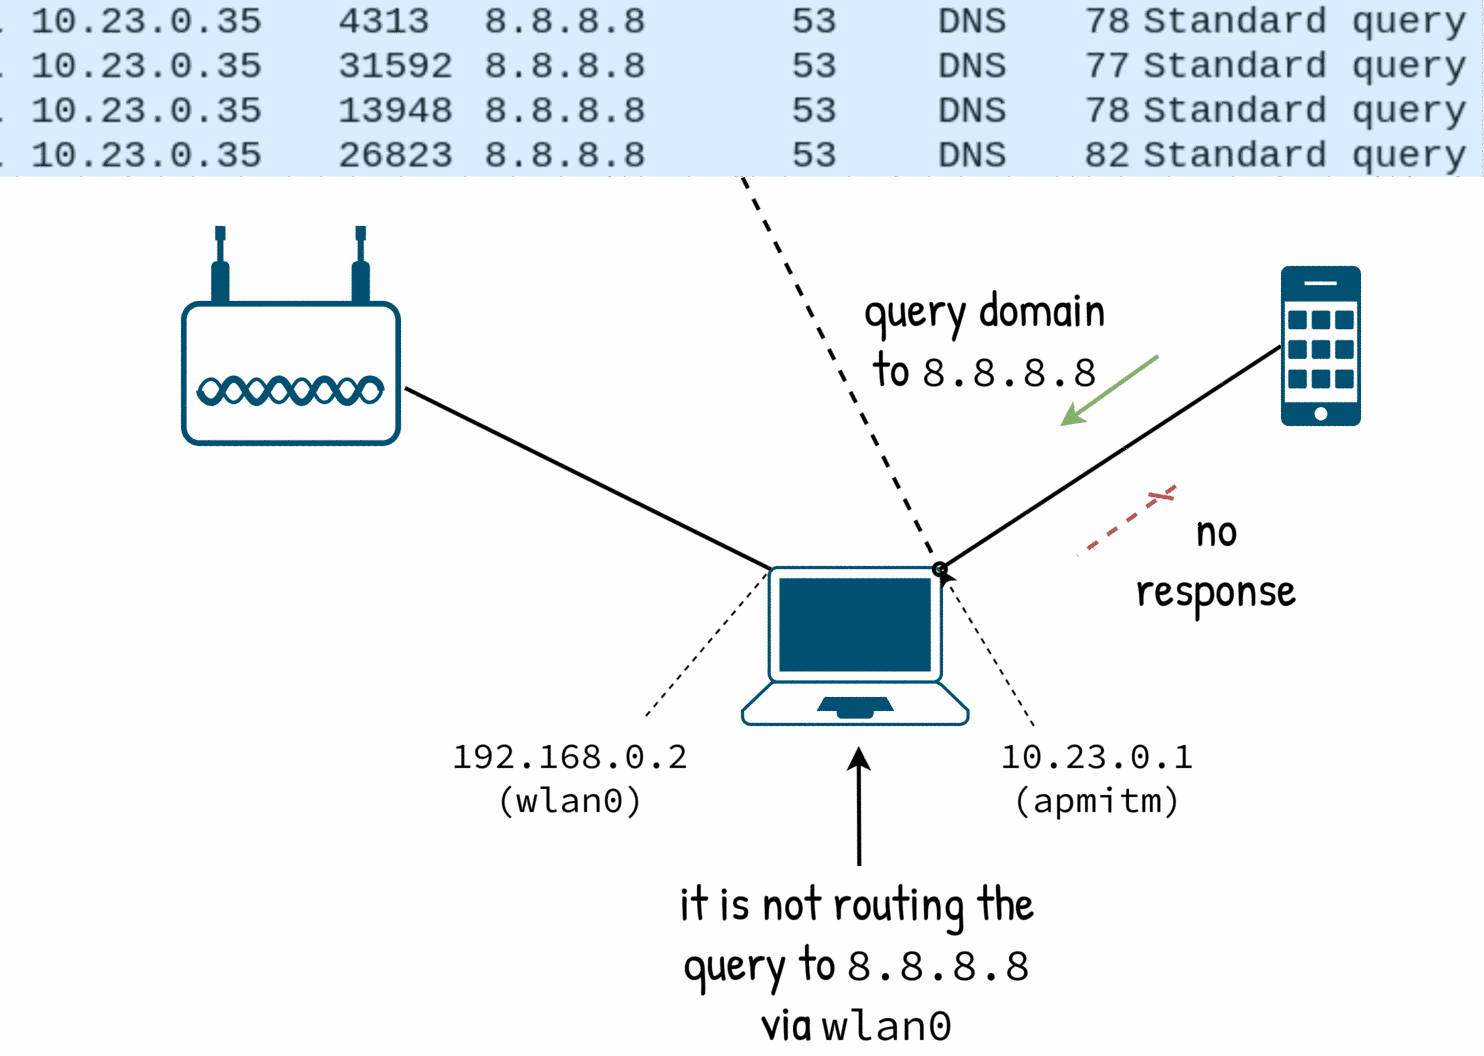 . 10.23.0.35 4313 8.8.8.8 53 DNS 78 Standard query
. 10.23.0.35 31592 8.8.8.8 53 DNS 77 Standard query
. 10.23.0.35 13948 8.8.8.8 53 DNS 78 Standard query
. 10.23.0.35 26823 8.8.8.8 53 DNS 82 Standard query
query domain
to 8.8.8.8
no
response
192.168.0.2
(wlan0)
10.23.0.1
(apmitm)
it is not routing the
query to 8.8.8.8
via wlan0